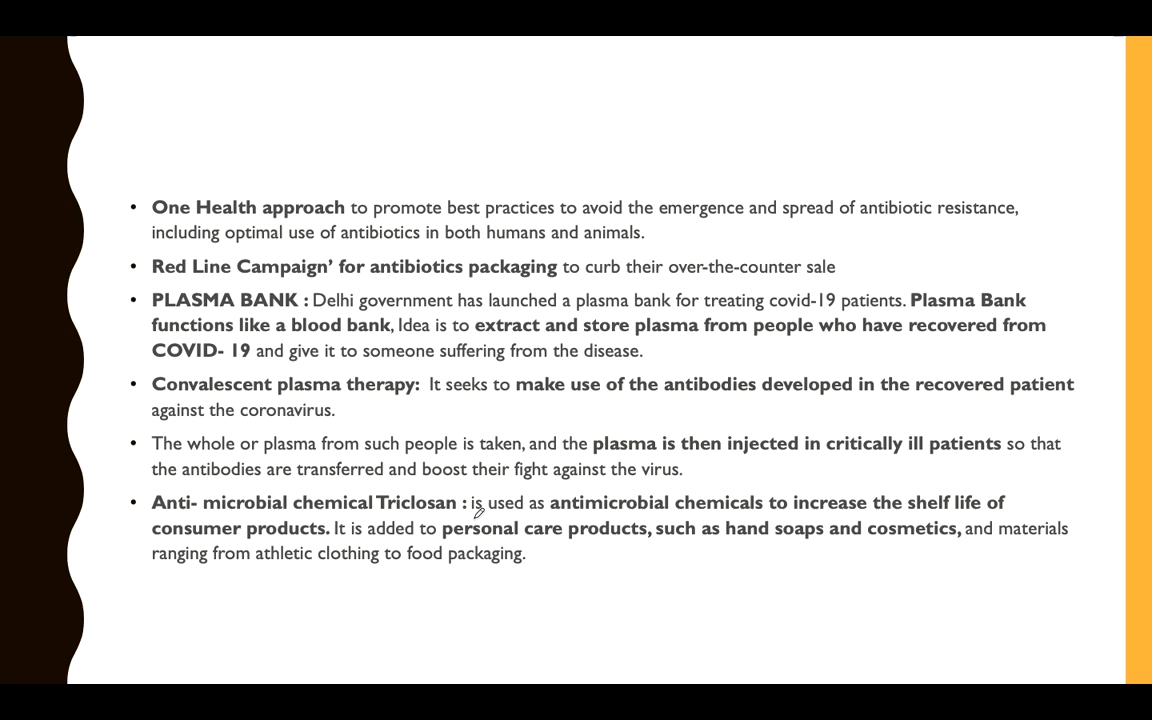 • One Health approach to promote best practices to avoid the emergence and spread of antibiotic resistance,
including optimal use of antibiotics in both humans and animals.
• Red Line Campaign’ for antibiotics packaging to curb their over-the-counter sale
• PLASMA BANK : Delhi government has launched a plasma bank for treating covid-19 patients. Plasma Bank
functions like a blood bank, Idea is to extract and store plasma from people who have recovered from
COVID- 19 and give it to someone suffering from the disease.
• Convalescent plasma therapy: It seeks to make use of the antibodies developed in the recovered patient
against the coronavirus.
• The whole or plasma from such people is taken, and the plasma is then injected in critically ill patients so that
the antibodies are transferred and boost their fight against the virus.
• Anti- microbial chemical Triclosan : is used as antimicrobial chemicals to increase the shelf life of
consumer products. It is added to personal care products, such as hand soaps and cosmetics, and materials
ranging from athletic clothing to food packaging.